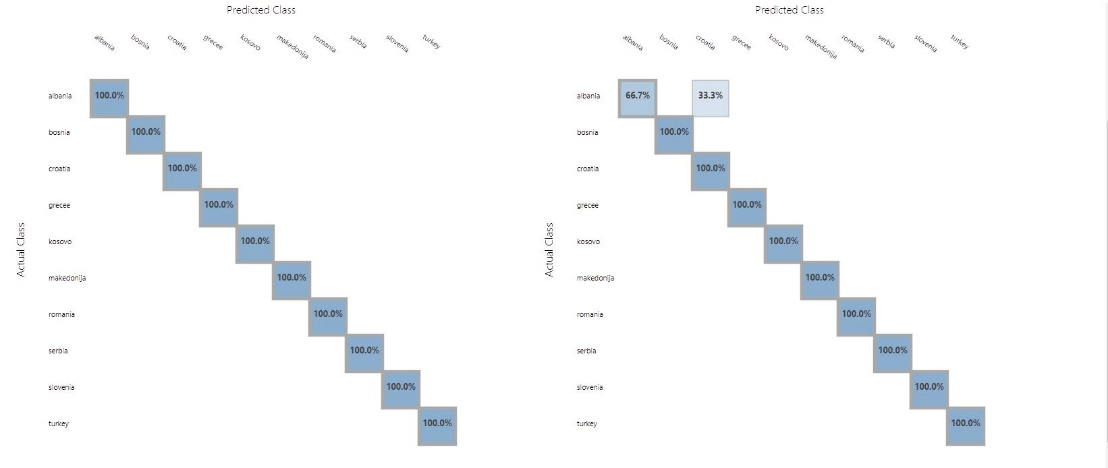 Predicted Class
albania bosnia croatia grecee kosovo makedonija romania serbia slovenia turkey
albania 100.0%
bosnia 100.0%
croatia 100.0%
grecee 100.0%
kosovo 100.0%
makedonija 100.0%
romania 100.0%
serbia 100.0%
slovenia 100.0%
turkey 100.0%
Actual Class
Predicted Class
albania bosnia croatia grecee kosovo makedonija romania serbia slovenia turkey
albania 66.7% 33.3%
bosnia 100.0%
croatia 100.0%
grecee 100.0%
kosovo 100.0%
makedonija 100.0%
romania 100.0%
serbia 100.0%
slovenia 100.0%
turkey 100.0%
Actual Class